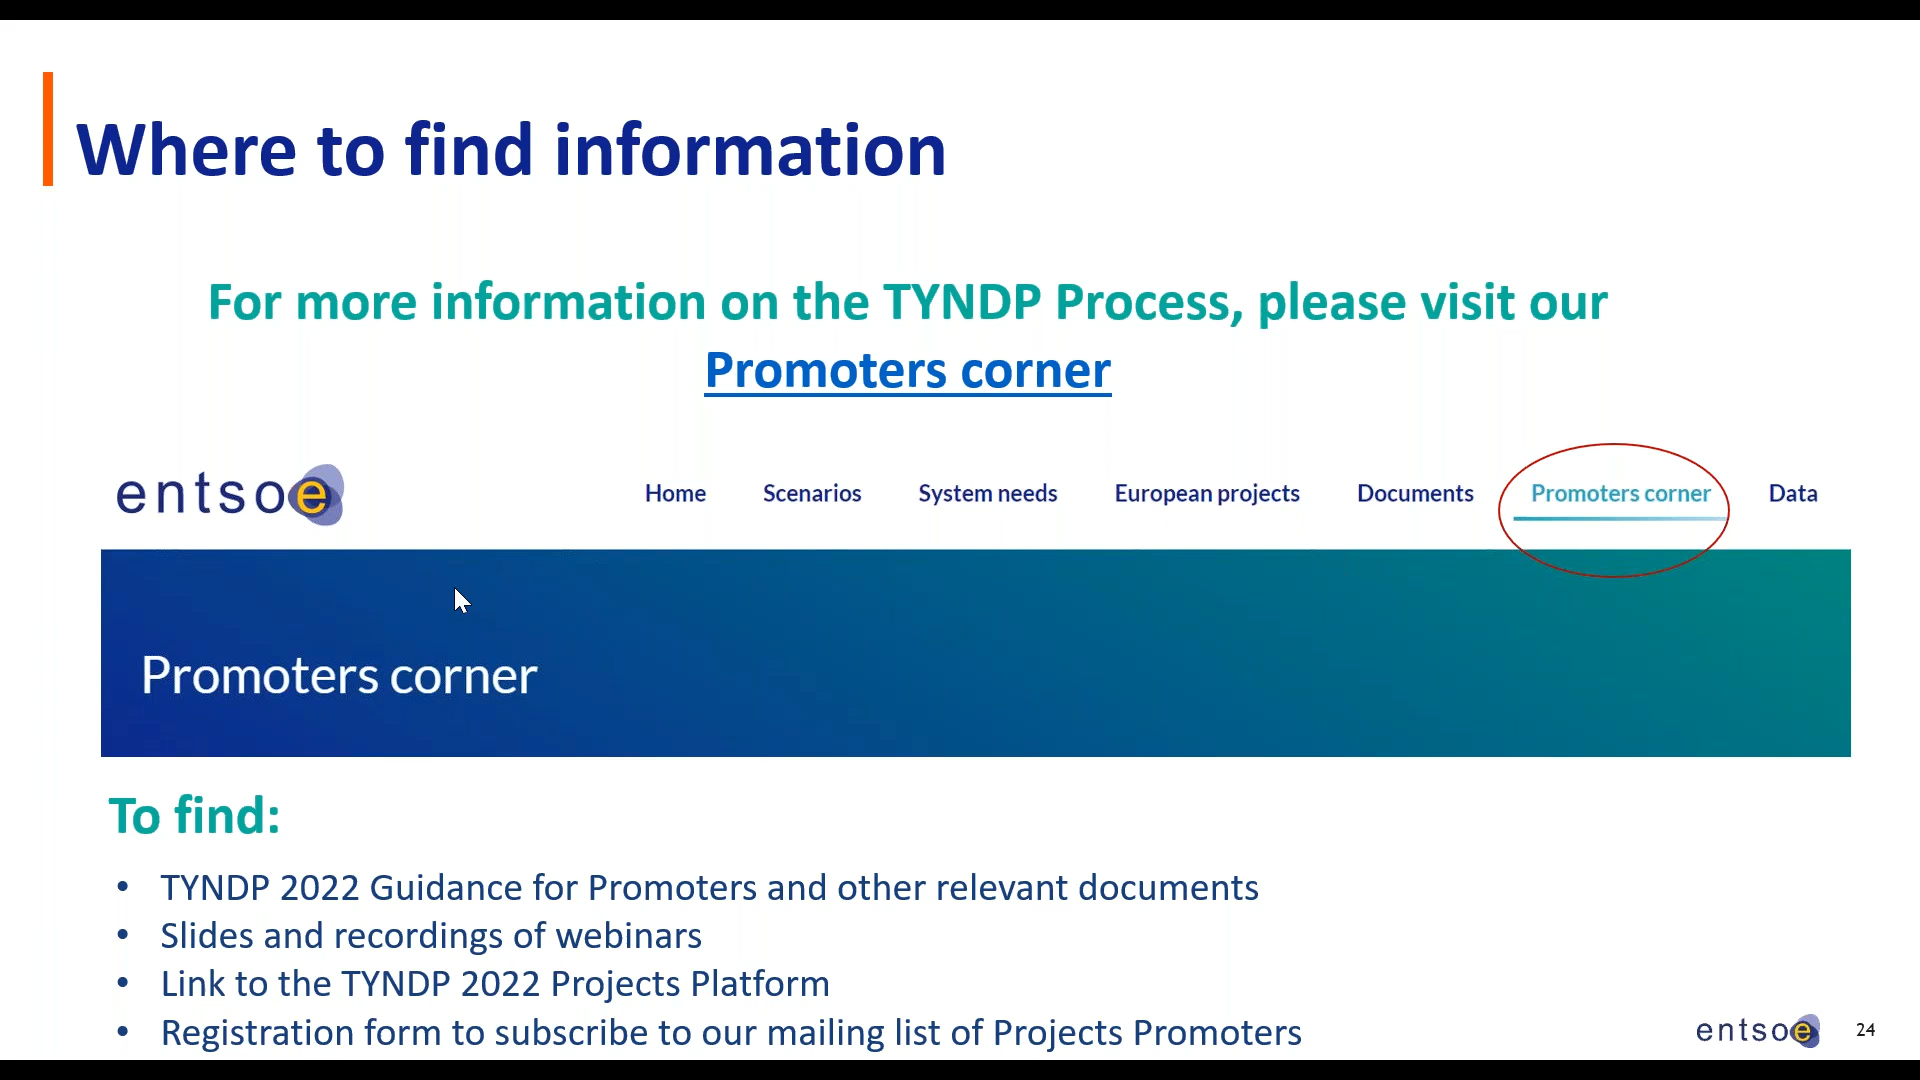 Where to find information
For more information on the TYNDP Process, please visit our
Promoters corner
entsoe
Home Scenarios System needs European projects Documents Promoters corner Data
Promoters corner
To find:
• TYNDP 2022 Guidance for Promoters and other relevant documents
• Slides and recordings of webinars
• Link to the TYNDP 2022 Projects Platform
• Registration form to subscribe to our mailing list of Projects Promoters
entsoe 24